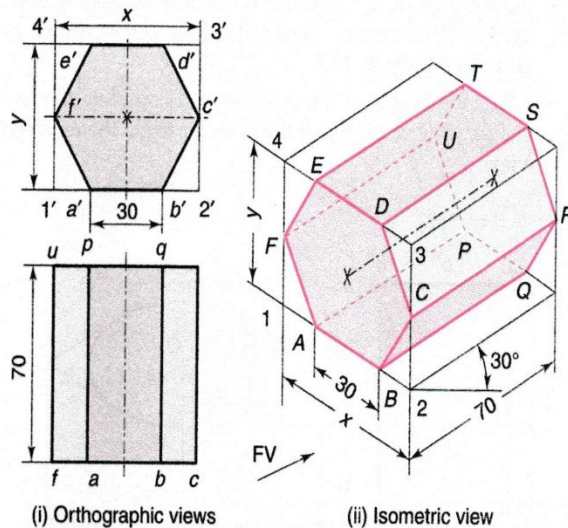 4' x 3'
e' d'
y f' c'
1' a' 30 b' 2'
u p q
70
f a b c
(i) Orthographic views
T
S
4 E U
y D R
F 3 P
C Q
1 A
30 B 2 30°
x 70
FV
(ii) Isometric view